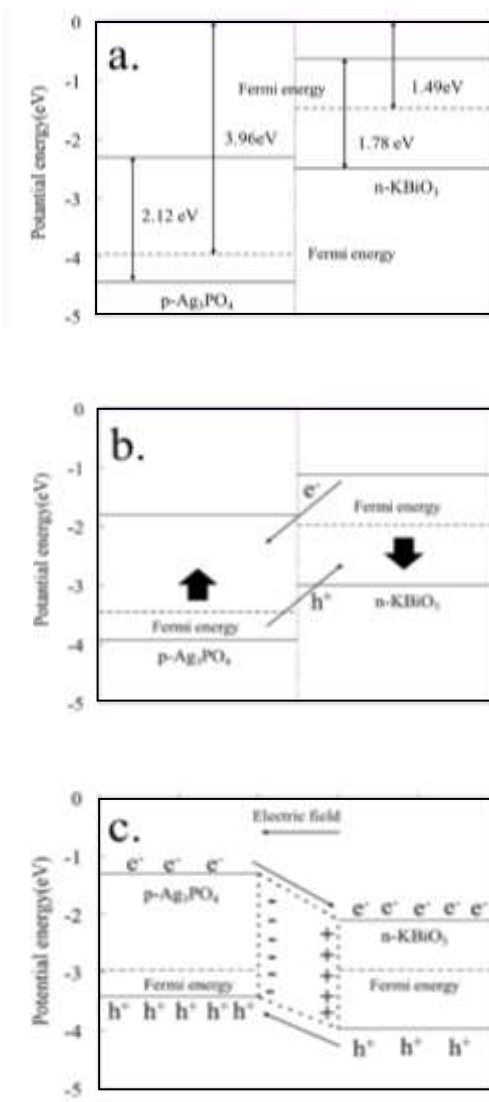 a.
Potantial energy(eV)
0
-1
-2
-3
-4
-5
Fermi energy
1.49eV
3.96eV
1.78 eV
n-KBiO₃
2.12 eV
Fermi energy
p-Ag₃PO₄
b.
Potantial energy(eV)
0
-1
-2
-3
-4
-5
e⁻
Fermi energy
h⁺
n-KBiO₃
Fermi energy
p-Ag₃PO₄
c.
Potential energy(eV)
0
-1
-2
-3
-4
-5
Electric field
e⁻ e⁻ e⁻
p-Ag₃PO₄
e⁻ e⁻ e⁻ e⁻ e⁻
n-KBiO₃
- - - - - -
+ + + + +
Fermi energy
Fermi energy
h⁺ h⁺ h⁺ h⁺ h⁺
h⁺ h⁺ h⁺